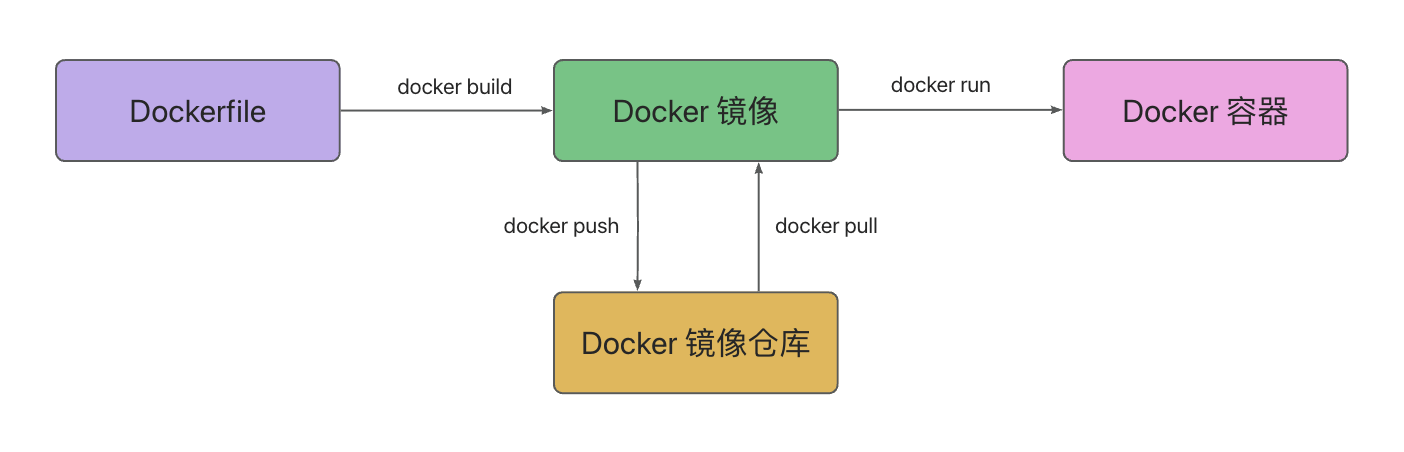 docker build
docker run
Dockerfile
Docker 镜像
Docker 容器
docker push
docker pull
Docker 镜像仓库